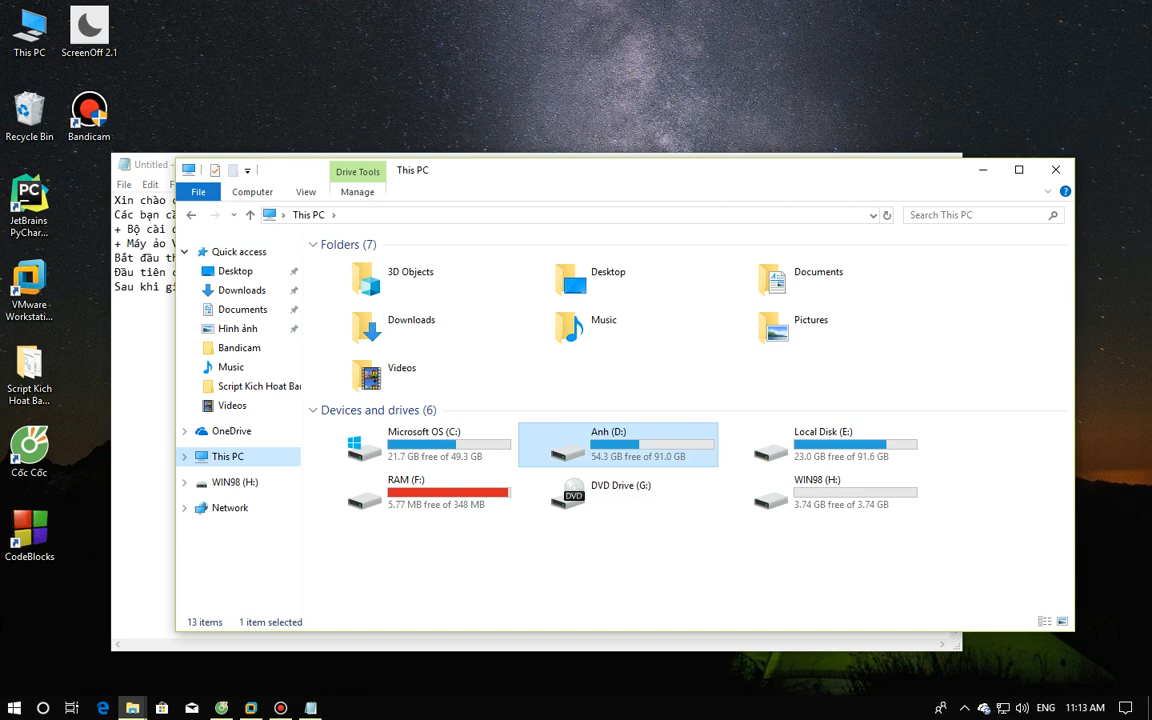 This PC
ScreenOff 2.1
Recycle Bin
Bandicam
JetBrains
PyChar...
VMware
Workstati...
Script Kich
Hoat Ba...
Cốc Cốc
CodeBlocks
Untitled -
File Edit F
Xin chào
Các bạn
+ Bộ cài
+ Máy ảo
Bắt đầu
Đầu tiên
Sau khi
Drive Tools
This PC
File
Computer
View
Manage
This PC
Search This PC
Quick access
Desktop
Downloads
Documents
Hình ảnh
Bandicam
Music
Script Kich Hoat Bar
Videos
OneDrive
This PC
WIN98 (H:)
Network
Folders (7)
3D Objects
Desktop
Documents
Downloads
Music
Pictures
Videos
Devices and drives (6)
Microsoft OS (C:)
21.7 GB free of 49.3 GB
Anh (D:)
54.3 GB free of 91.0 GB
Local Disk (E:)
23.0 GB free of 91.6 GB
RAM (F:)
5.77 MB free of 348 MB
DVD
DVD Drive (G:)
WIN98 (H:)
3.74 GB free of 3.74 GB
13 items
1 item selected
ENG
11:13 AM